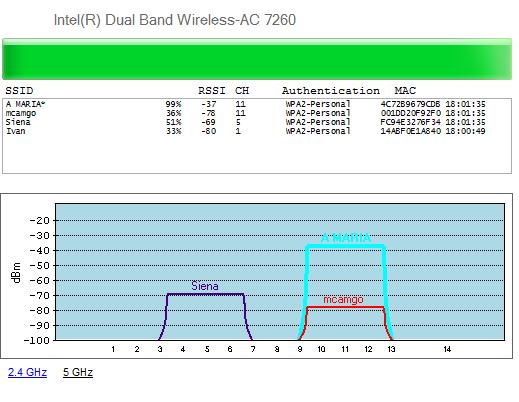 Intel(R) Dual Band Wireless-AC 7260
SSID RSSI CH Authentication MAC
A MARIA* 99% -37 11 WPA2-Personal 4C72B9679CDB 18:01:35
mcamgo 36% -78 11 WPA2-Personal 001DD20F92F0 18:01:35
Siena 51% -69 5 WPA2-Personal FC94E3276F34 18:01:35
Ivan 33% -80 1 WPA2-Personal 14ABF0E1A840 18:00:49
-20
-30
A MARIA
-40
-50
dBm
-60
Siena
-70
mcamgo
-80
-90
-100
1 2 3 4 5 6 7 8 9 10 11 12 13 14
2.4 GHz 5 GHz